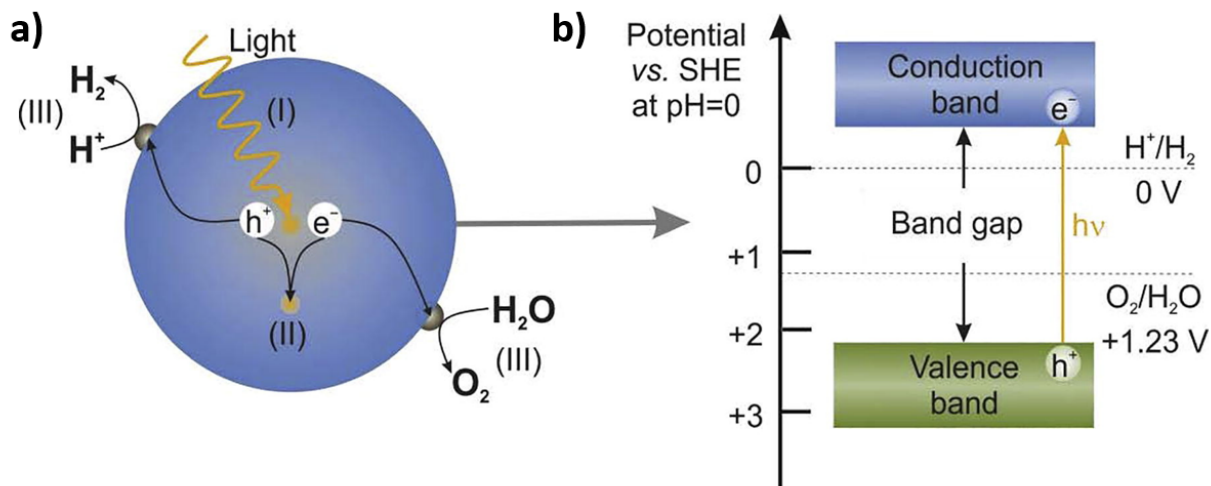 a)
Light
(I)
H₂
(III)
H⁺
h⁺
e⁻
(II)
H₂O
(III)
O₂
b)
Potential
vs. SHE
at pH=0
0
+1
+2
+3
Conduction
band
e⁻
H⁺/H₂
0 V
Band gap
hν
O₂/H₂O
+1.23 V
Valence
band
h⁺